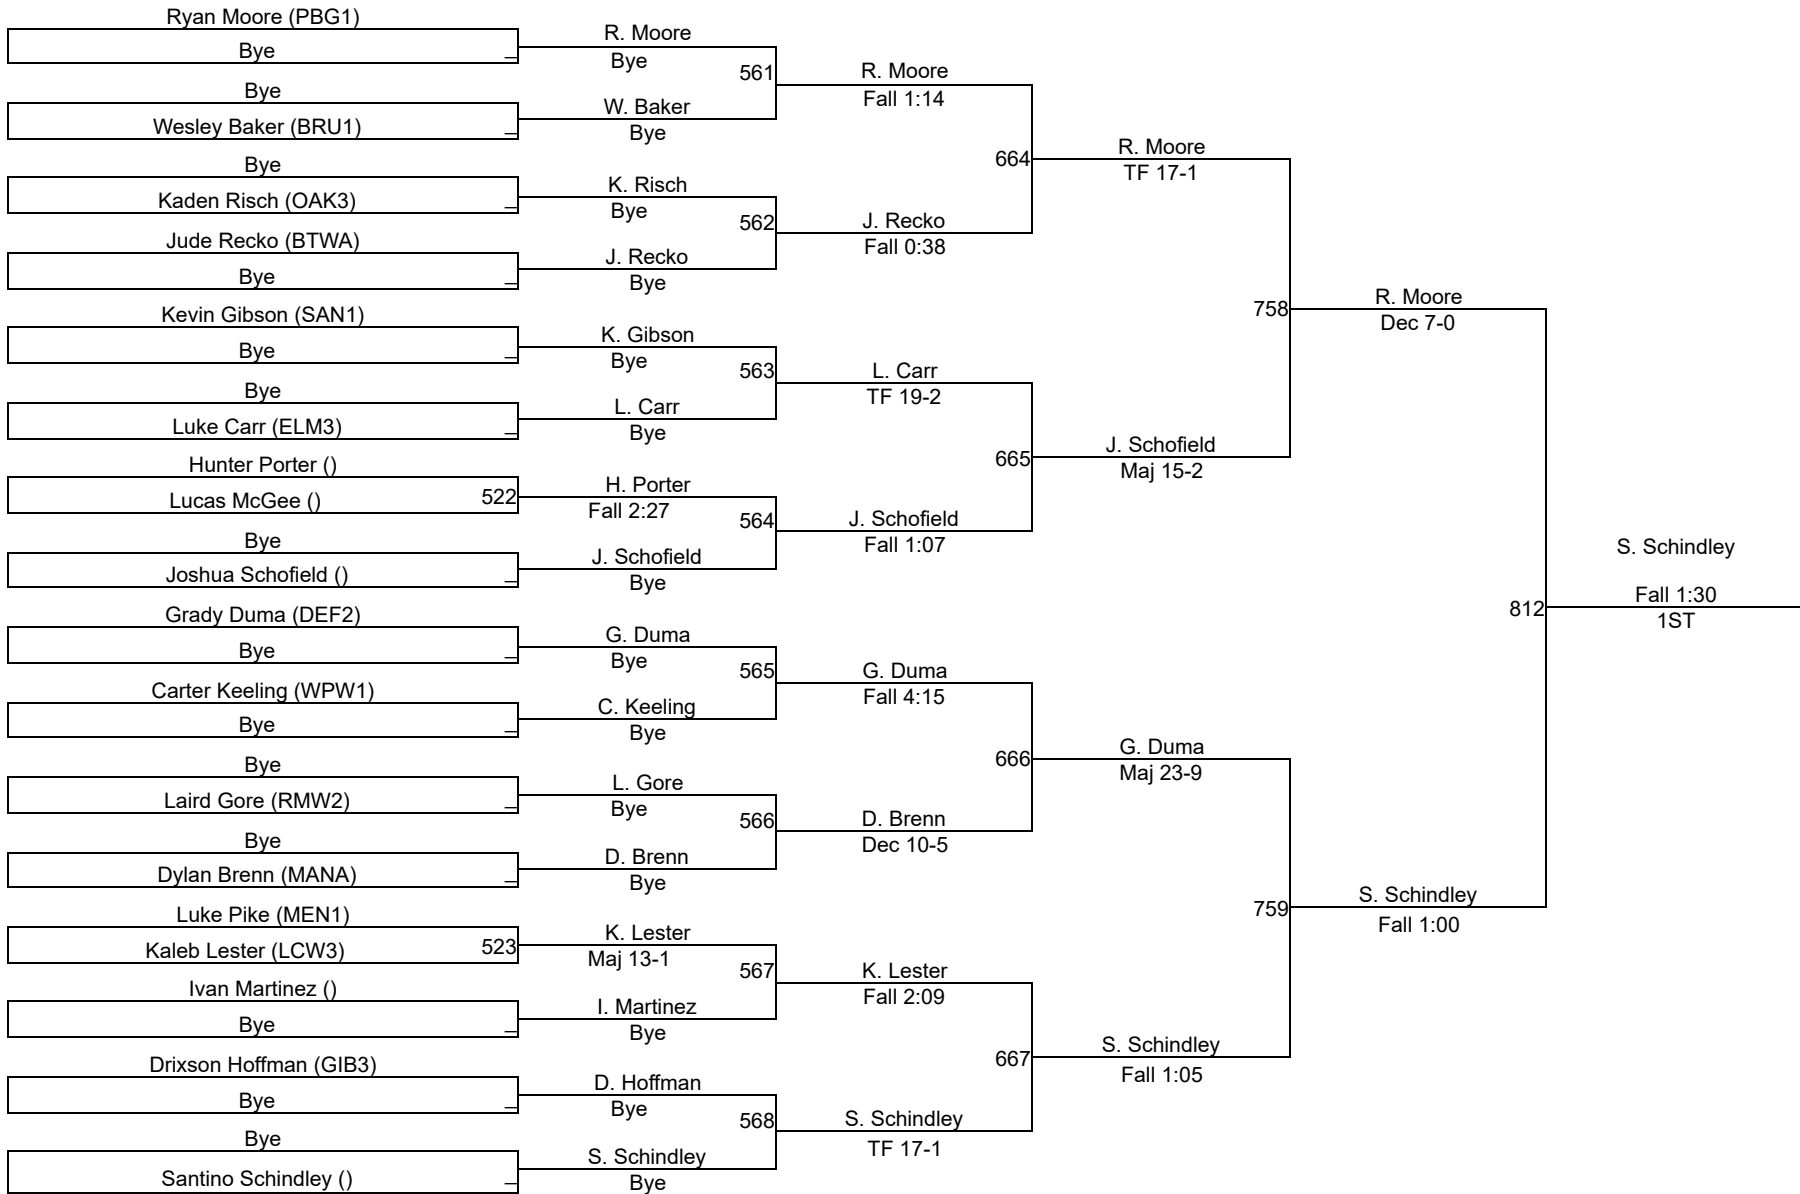 Ryan Moore (PBG1)
Bye _
Bye
Wesley Baker (BRU1) _
Bye
Kaden Risch (OAK3) _
Jude Recko (BTWA)
Bye _
Kevin Gibson (SAN1)
Bye _
Bye
Luke Carr (ELM3) _
Hunter Porter ()
Lucas McGee () 522
Bye
Joshua Schofield () _
Grady Duma (DEF2)
Bye _
Carter Keeling (WPW1)
Bye _
Bye
Laird Gore (RMW2) _
Bye
Dylan Brenn (MANA) _
Luke Pike (MEN1)
Kaleb Lester (LCW3) 523
Ivan Martinez ()
Bye _
Drixson Hoffman (GIB3)
Bye _
Bye
Santino Schindley () _
R. Moore
Bye
561
W. Baker
Bye
K. Risch
Bye
562
J. Recko
Bye
K. Gibson
Bye
563
L. Carr
Bye
H. Porter
Fall 2:27
564
J. Schofield
Bye
G. Duma
Bye
565
C. Keeling
Bye
L. Gore
Bye
566
D. Brenn
Bye
K. Lester
Maj 13-1
567
I. Martinez
Bye
D. Hoffman
Bye
568
S. Schindley
Bye
R. Moore
Fall 1:14
664
J. Recko
Fall 0:38
L. Carr
TF 19-2
665
J. Schofield
Fall 1:07
G. Duma
Fall 4:15
666
D. Brenn
Dec 10-5
K. Lester
Fall 2:09
667
S. Schindley
TF 17-1
R. Moore
TF 17-1
758
J. Schofield
Maj 15-2
G. Duma
Maj 23-9
759
S. Schindley
Fall 1:05
R. Moore
Dec 7-0
812
S. Schindley
Fall 1:00
S. Schindley
Fall 1:30
1ST